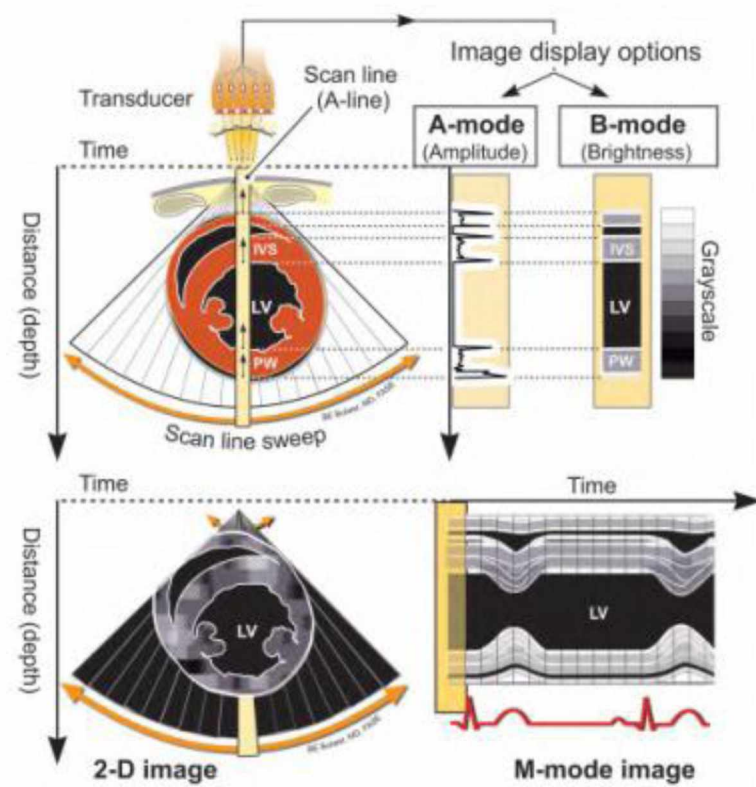 Image display options
Scan line
(A-line)
Transducer
A-mode
(Amplitude)
B-mode
(Brightness)
Time
Distance (depth)
IVS
LV
PW
IVS
LV
PW
Grayscale
Scan line sweep
Time
Time
Distance (depth)
LV
LV
2-D image
M-mode image